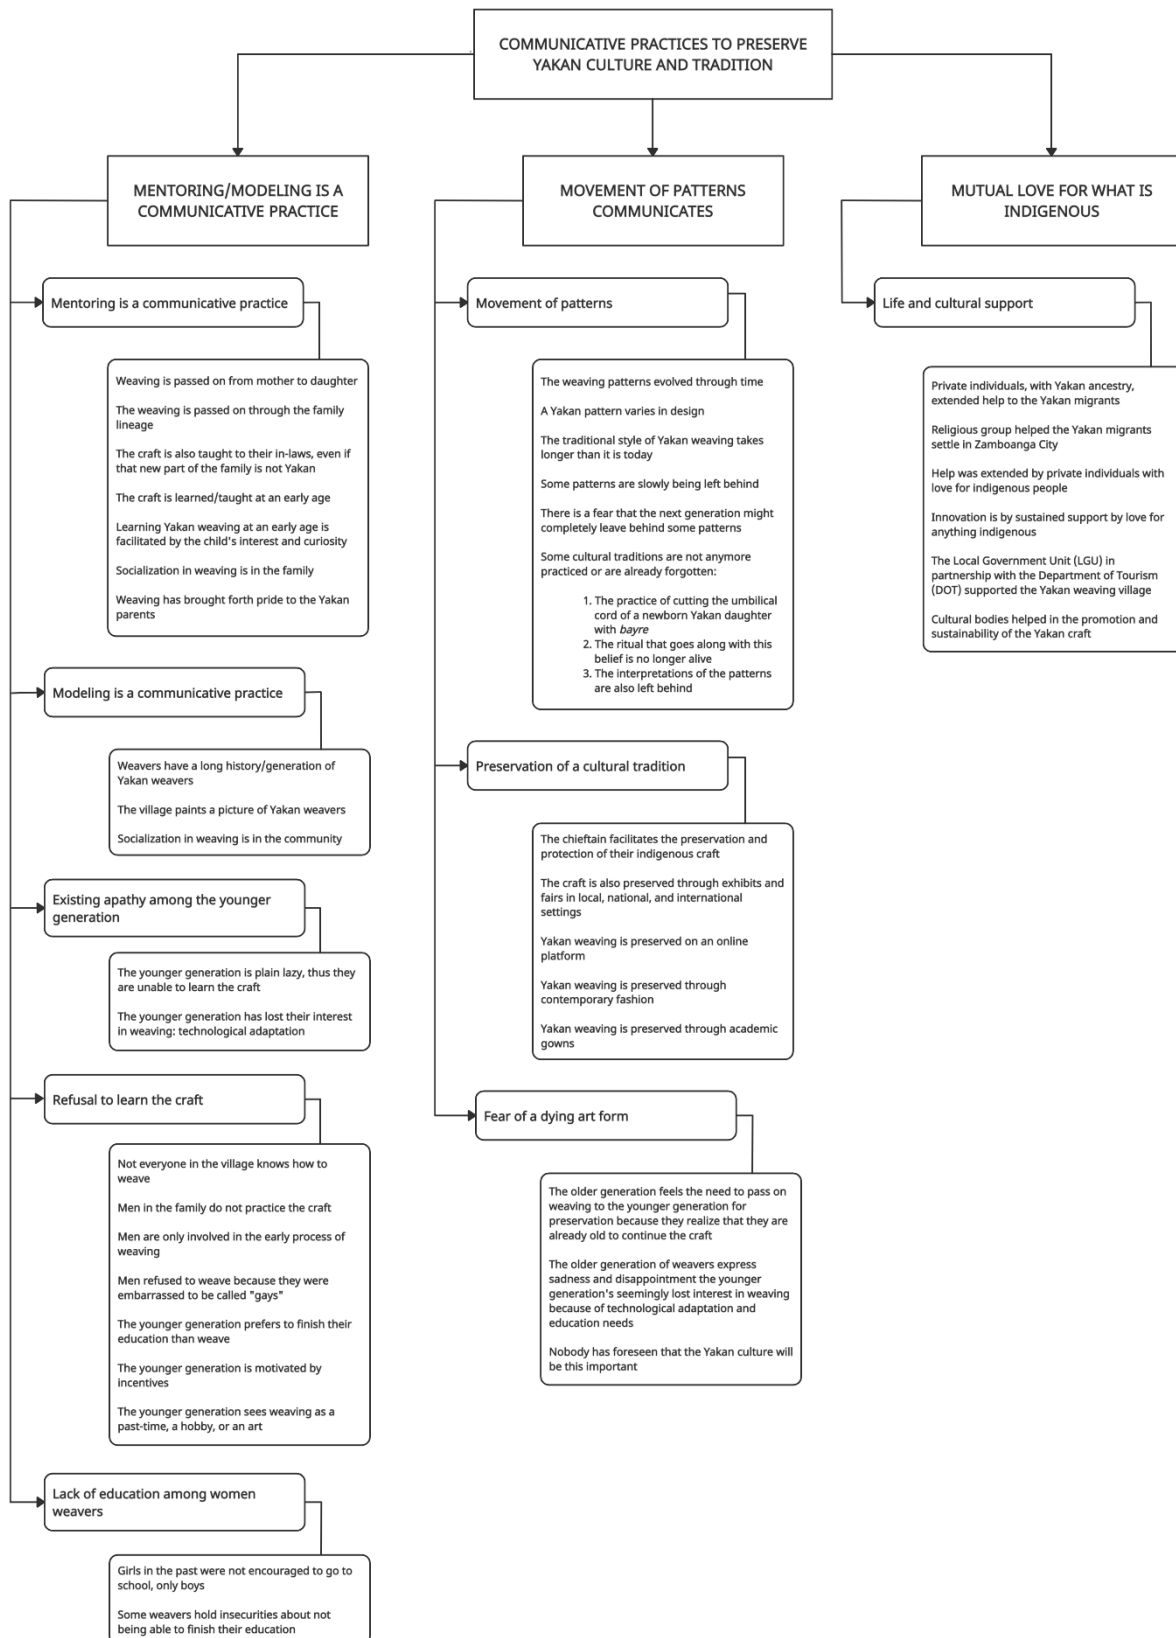 COMMUNICATIVE PRACTICES TO PRESERVE
YAKAN CULTURE AND TRADITION
MENTORING/MODELING IS A
COMMUNICATIVE PRACTICE
Mentoring is a communicative practice
Weaving is passed on from mother to daughter
The weaving is passed on through the family
lineage
The craft is also taught to their in-laws, even if
that new part of the family is not Yakan
The craft is learned/taught at an early age
Learning Yakan weaving at an early age is
facilitated by the child's interest and curiosity
Socialization in weaving is in the family
Weaving has brought forth pride to the Yakan
parents
Modeling is a communicative practice
Weavers have a long history/generation of
Yakan weavers
The village paints a picture of Yakan weavers
Socialization in weaving is in the community
Existing apathy among the younger
generation
The younger generation is plain lazy, thus they
are unable to learn the craft
The younger generation has lost their interest
in weaving: technological adaptation
Refusal to learn the craft
Not everyone in the village knows how to
weave
Men in the family do not practice the craft
Men are only involved in the early process of
weaving
Men refused to weave because they were
embarrassed to be called "gays"
The younger generation prefers to finish their
education than weave
The younger generation is motivated by
incentives
The younger generation sees weaving as a
past-time, a hobby, or an art
Lack of education among women
weavers
Girls in the past were not encouraged to go to
school, only boys
Some weavers hold insecurities about not
being able to finish their education
MOVEMENT OF PATTERNS
COMMUNICATES
Movement of patterns
The weaving patterns evolved through time
A Yakan pattern varies in design
The traditional style of Yakan weaving takes
longer than it is today
Some patterns are slowly being left behind
There is a fear that the next generation might
completely leave behind some patterns
Some cultural traditions are not anymore
practiced or are already forgotten:
1. The practice of cutting the umbilical
cord of a newborn Yakan daughter
with bayre
2. The ritual that goes along with this
belief is no longer alive
3. The interpretations of the patterns
are also left behind
Preservation of a cultural tradition
The chieftain facilitates the preservation and
protection of their indigenous craft
The craft is also preserved through exhibits and
fairs in local, national, and international
settings
Yakan weaving is preserved on an online
platform
Yakan weaving is preserved through
contemporary fashion
Yakan weaving is preserved through academic
gowns
Fear of a dying art form
The older generation feels the need to pass on
weaving to the younger generation for
preservation because they realize that they are
already old to continue the craft
The older generation of weavers express
sadness and disappointment the younger
generation's seemingly lost interest in weaving
because of technological adaptation and
education needs
Nobody has foreseen that the Yakan culture will
be this important
MUTUAL LOVE FOR WHAT IS
INDIGENOUS
Life and cultural support
Private individuals, with Yakan ancestry,
extended help to the Yakan migrants
Religious group helped the Yakan migrants
settle in Zamboanga City
Help was extended by private individuals with
love for indigenous people
Innovation is by sustained support by love for
anything indigenous
The Local Government Unit (LGU) in
partnership with the Department of Tourism
(DOT) supported the Yakan weaving village
Cultural bodies helped in the promotion and
sustainability of the Yakan craft